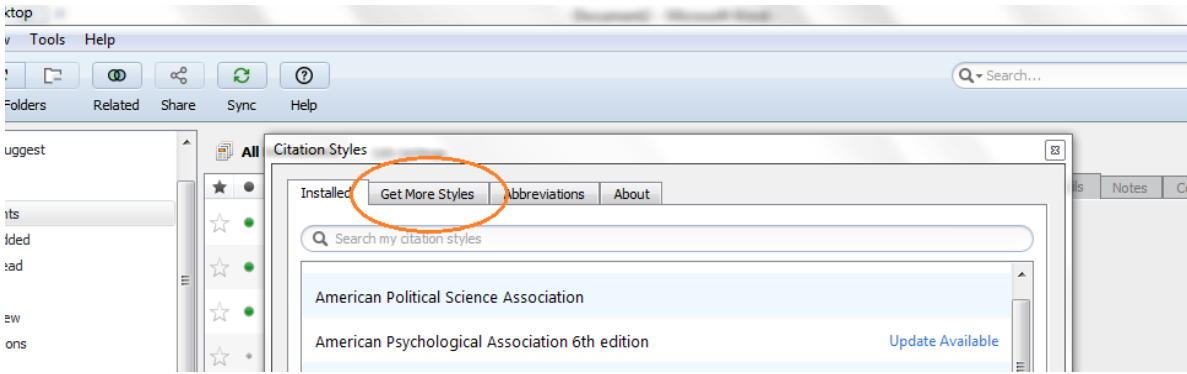 ktop
Tools Help
Folders Related Share Sync Help
Search...
uggest
All
Citation Styles
nts
dded
ead
ew
ons
Installed Get More Styles Abbreviations About
ils Notes
Search my citation styles
American Political Science Association
American Psychological Association 6th edition Update Available